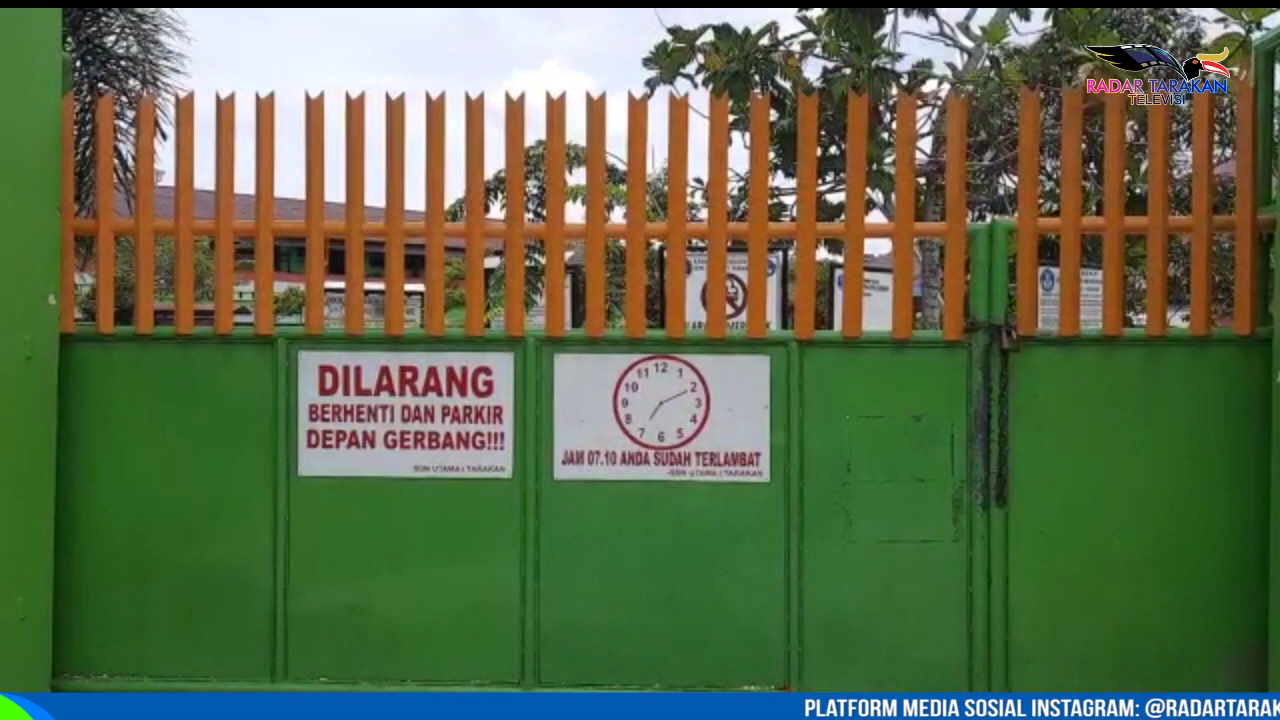 RADAR TARAKAN
TELEVISI
DILARANG
BERHENTI DAN PARKIR
DEPAN GERBANG!!!
SDN UTAMA I TARAKAN
12
11
1
10
2
9
3
8
4
7
6
5
JAM 07.10 ANDA SUDAH TERLAMBAT
-SDN UTAMA I TARAKAN
PLATFORM MEDIA SOSIAL INSTAGRAM: @RADARTARAK